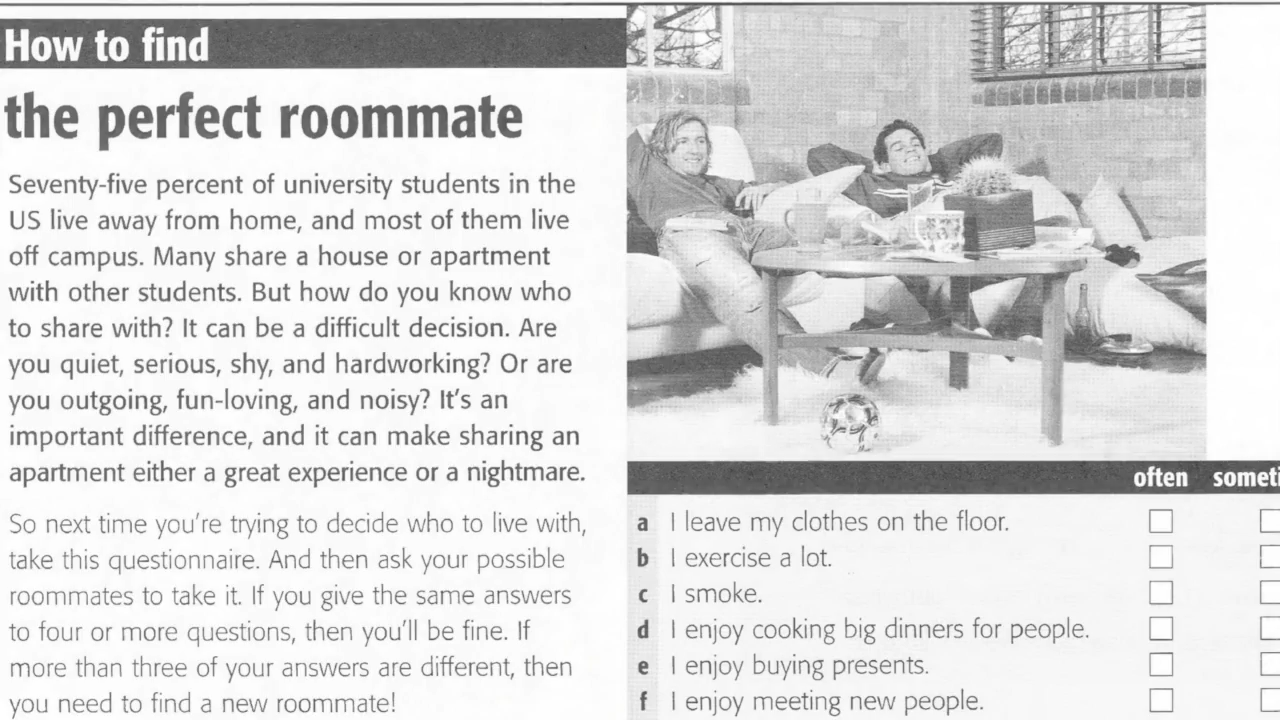 How to find
the perfect roommate
Seventy-five percent of university students in the
US live away from home, and most of them live
off campus. Many share a house or apartment
with other students. But how do you know who
to share with? It can be a difficult decision. Are
you quiet, serious, shy, and hardworking? Or are
you outgoing, fun-loving, and noisy? It's an
important difference, and it can make sharing an
apartment either a great experience or a nightmare.
So next time you're trying to decide who to live with,
take this questionnaire. And then ask your possible
roommates to take it. If you give the same answers
to four or more questions, then you'll be fine. If
more than three of your answers are different, then
you need to find a new roommate!
often someti
a I leave my clothes on the floor.
b I exercise a lot.
c I smoke.
d I enjoy cooking big dinners for people.
e I enjoy buying presents.
f I enjoy meeting new people.